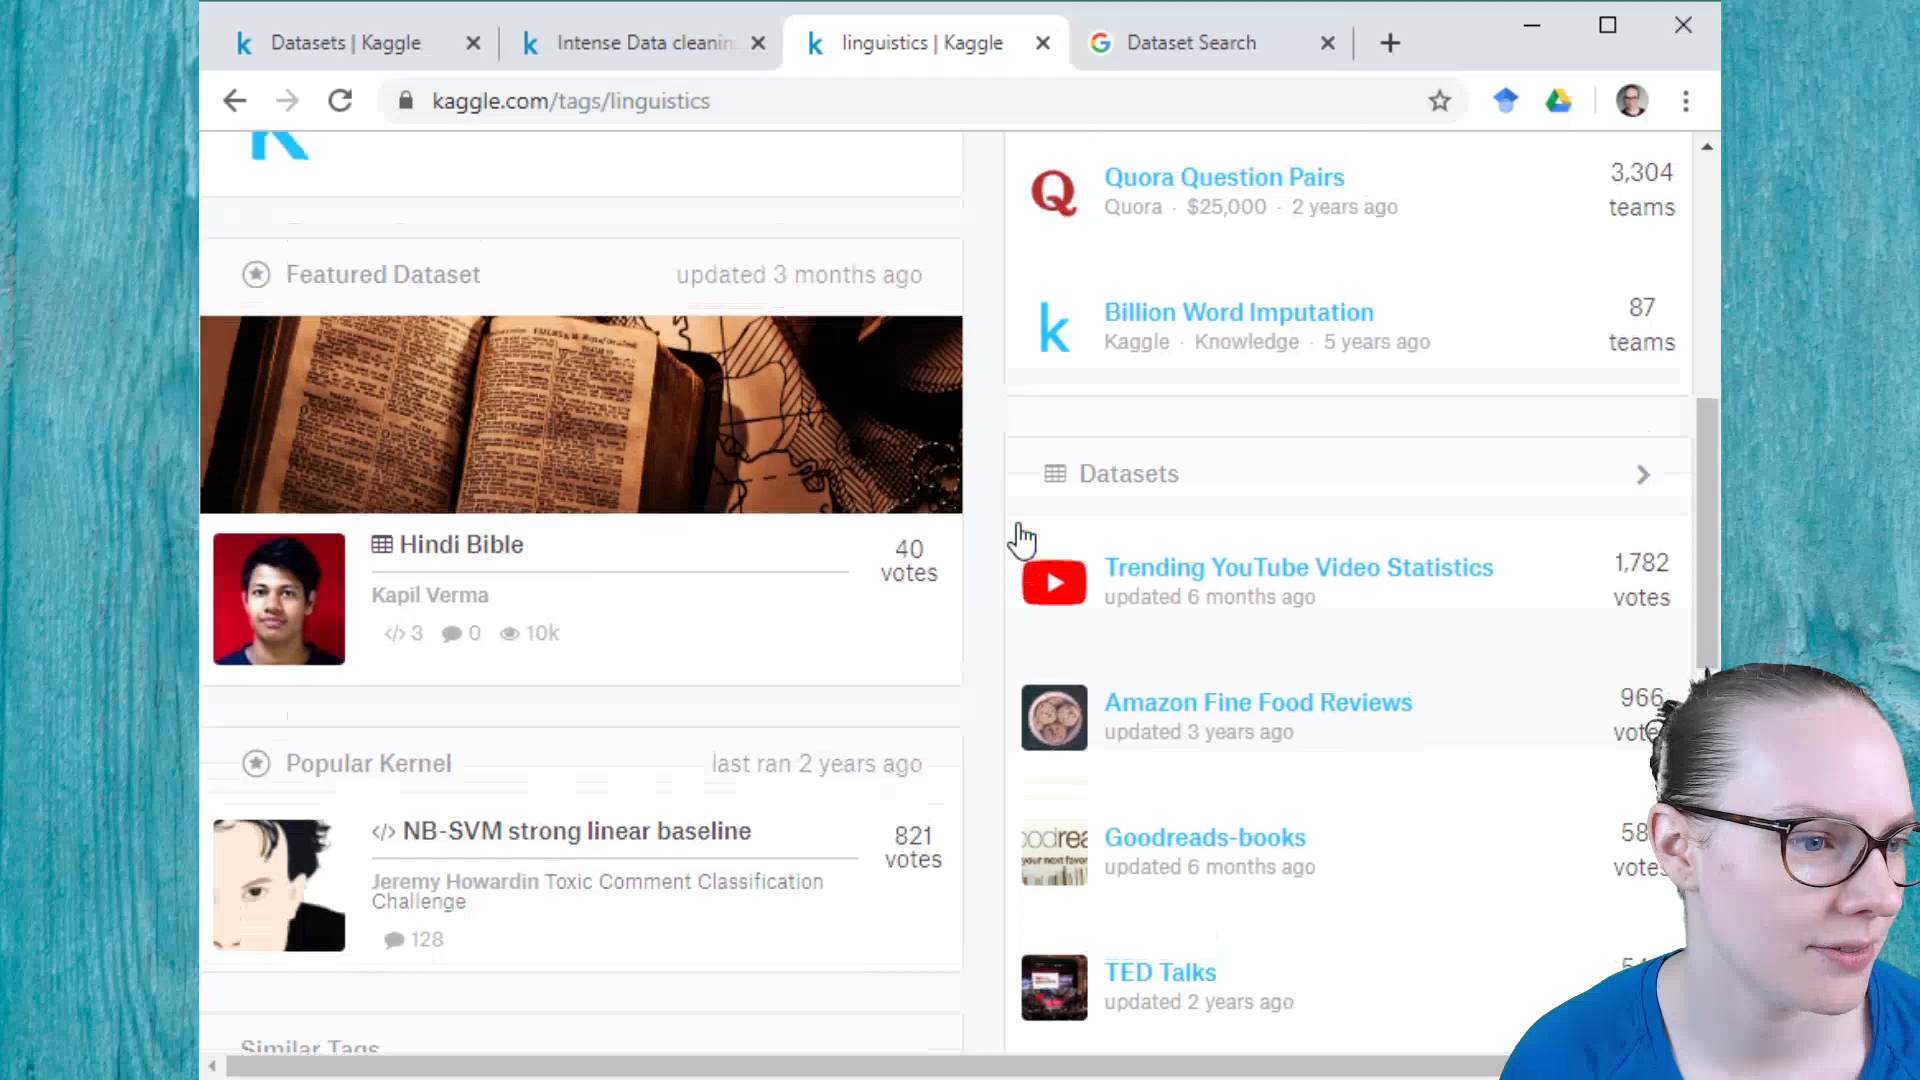 Datasets | Kaggle
Intense Data cleanin
linguistics | Kaggle
Dataset Search
kaggle.com/tags/linguistics
Featured Dataset
updated 3 months ago
Hindi Bible
40
votes
Kapil Verma
3 0 10k
Popular Kernel
last ran 2 years ago
NB-SVM strong linear baseline
821
votes
Jeremy Howardin Toxic Comment Classification
Challenge
128
Similar Tags
Quora Question Pairs
Quora · $25,000 · 2 years ago
3,304
teams
Billion Word Imputation
Kaggle · Knowledge · 5 years ago
87
teams
Datasets
Trending YouTube Video Statistics
updated 6 months ago
1,782
votes
Amazon Fine Food Reviews
updated 3 years ago
966
vote
Goodreads-books
updated 6 months ago
58
votes
TED Talks
updated 2 years ago